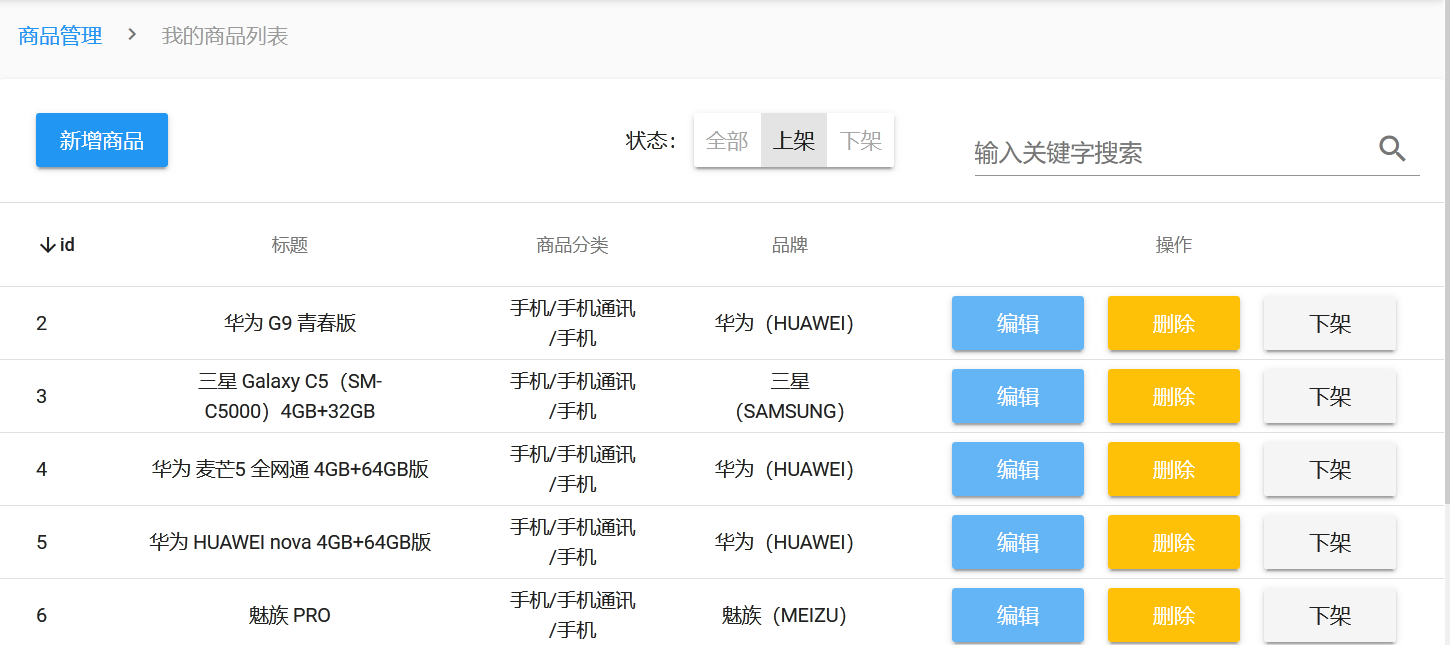 商品管理 > 我的商品列表
新增商品 状态： 全部 上架 下架 输入关键字搜索
id 标题 商品分类 品牌 操作
2 华为 G9 青春版 手机/手机通讯 华为（HUAWEI） 编辑 删除 下架
/手机
3 三星 Galaxy C5（SM- 手机/手机通讯 三星 编辑 删除 下架
C5000）4GB+32GB /手机 （SAMSUNG）
4 华为 麦芒5 全网通 4GB+64GB版 手机/手机通讯 华为（HUAWEI） 编辑 删除 下架
/手机
5 华为 HUAWEI nova 4GB+64GB版 手机/手机通讯 华为（HUAWEI） 编辑 删除 下架
/手机
6 魅族 PRO 手机/手机通讯 魅族（MEIZU） 编辑 删除 下架
/手机